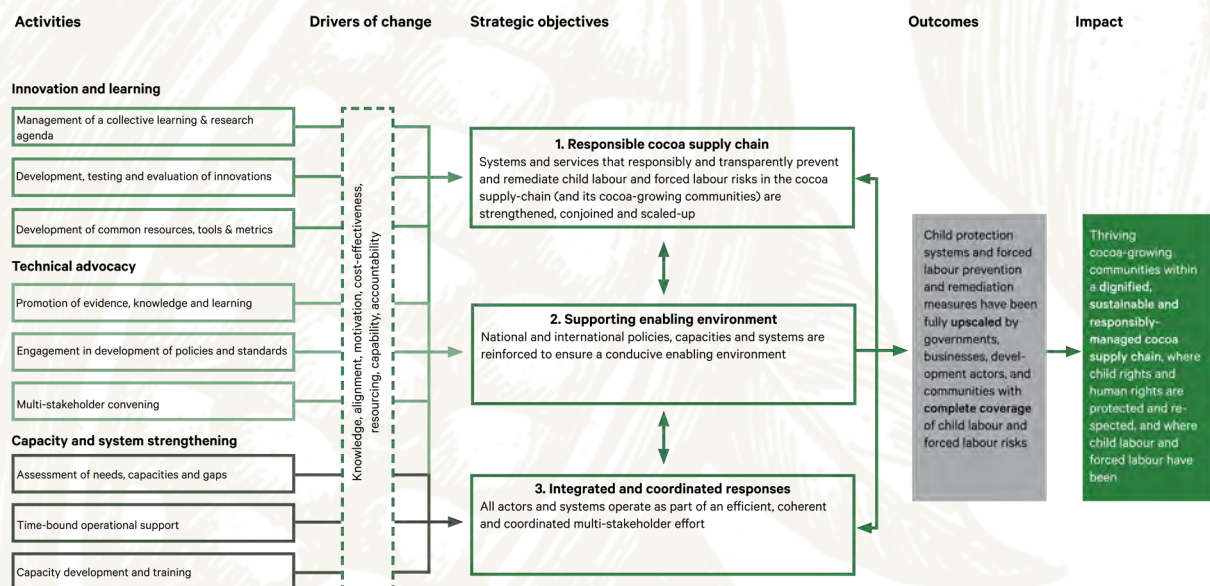 Activities
Drivers of change
Strategic objectives
Outcomes
Impact
Innovation and learning
Management of a collective learning & research
agenda
Development, testing and evaluation of innovations
Development of common resources, tools & metrics
Technical advocacy
Promotion of evidence, knowledge and learning
Engagement in development of policies and standards
Multi-stakeholder convening
Capacity and system strengthening
Assessment of needs, capacities and gaps
Time-bound operational support
Capacity development and training
Knowledge, alignment, motivation, cost-effectiveness,
resourcing, capability, accountability
1. Responsible cocoa supply chain
Systems and services that responsibly and transparently prevent
and remediate child labour and forced labour risks in the cocoa
supply-chain (and its cocoa-growing communities) are
strengthened, conjoined and scaled-up
2. Supporting enabling environment
National and international policies, capacities and systems are
reinforced to ensure a conducive enabling environment
3. Integrated and coordinated responses
All actors and systems operate as part of an efficient, coherent
and coordinated multi-stakeholder effort
Child protection
systems and forced
labour prevention
and remediation
measures have been
fully upscaled by
governments,
businesses, devel-
opment actors, and
communities with
complete coverage
of child labour and
forced labour risks
Thriving
cocoa-growing
communities within
a dignified,
sustainable and
responsibly-
managed cocoa
supply chain, where
child rights and
human rights are
protected and re-
spected, and where
child labour and
forced labour have
been